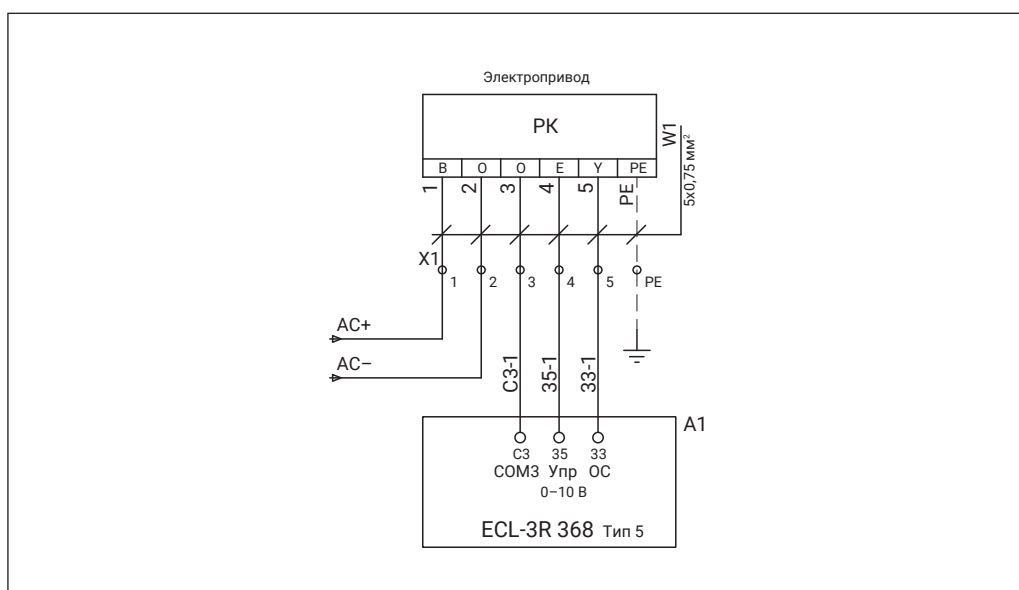 Электропривод
РК
W1
5x0,75 мм²
B O O E Y PE
1 2 3 4 5 PE
X1
1 2 3 4 5 PE
AC+
AC–
C3-1 35-1 33-1
A1
C3 35 33
COM3 Упр ОС
0–10 В
ECL-3R 368 Тип 5